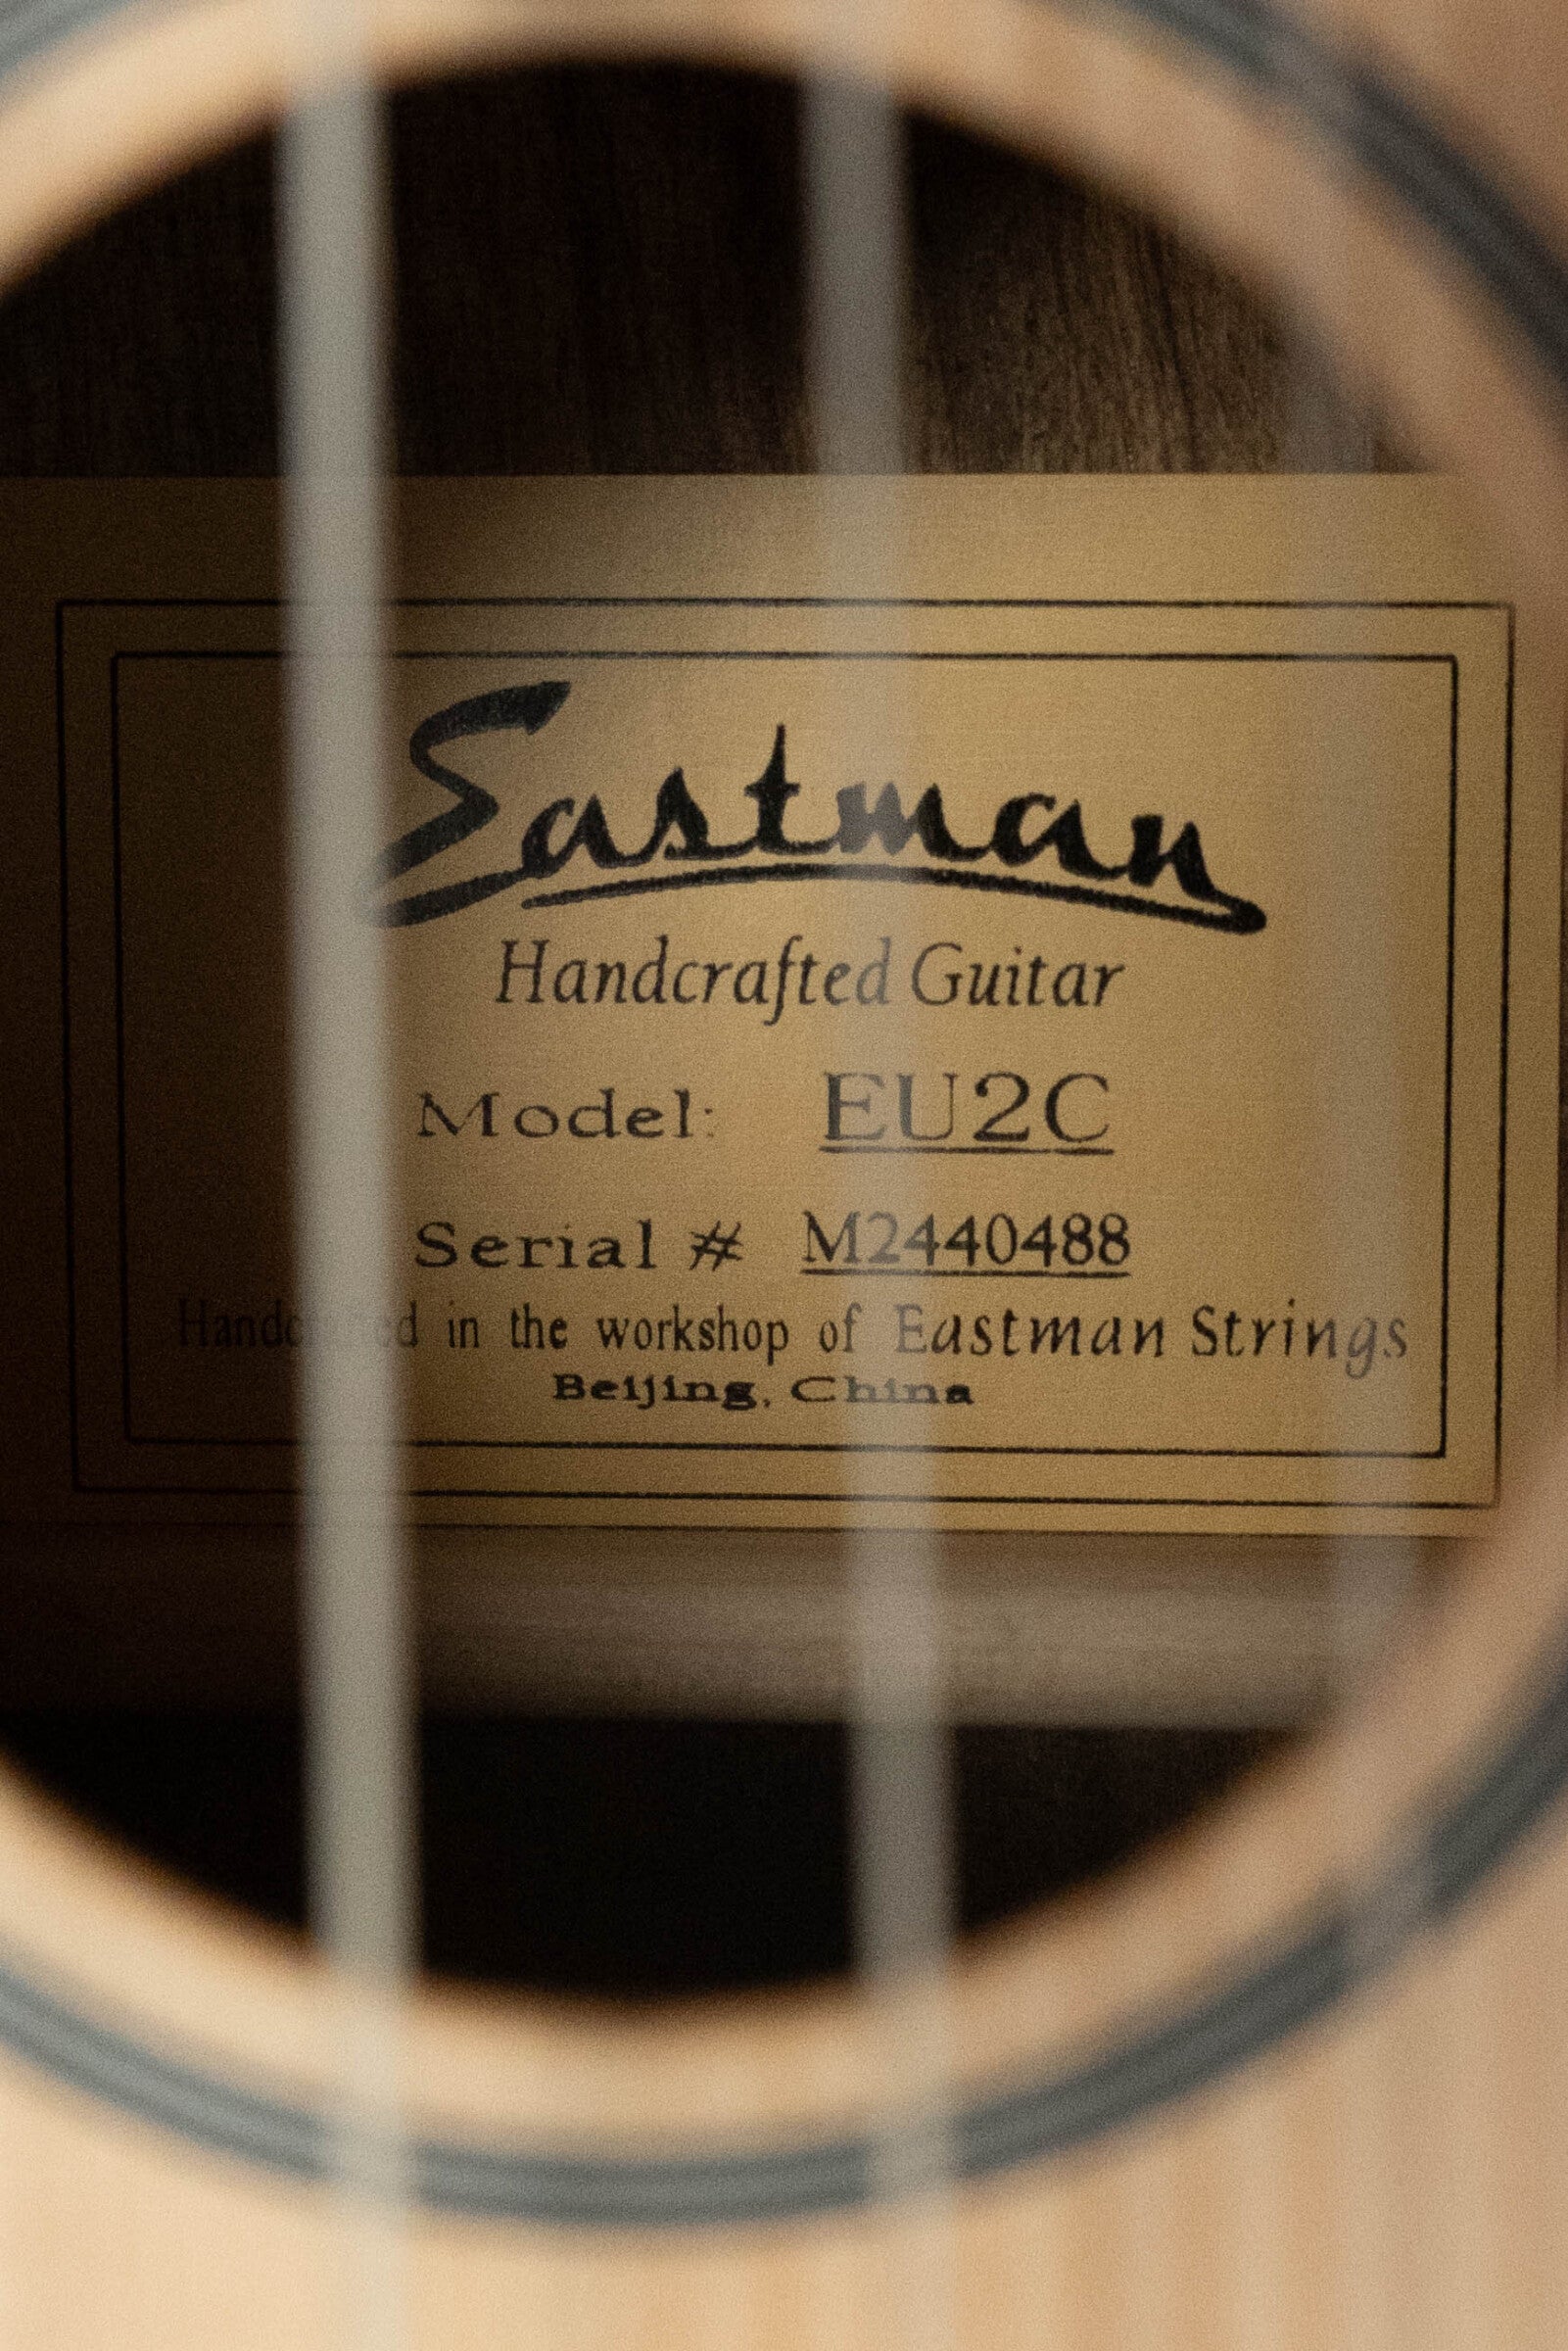 Eastman
Handcrafted Guitar
Model: EU2C
Serial # M2440488
in the workshop of Eastman Strings
Beijing, China